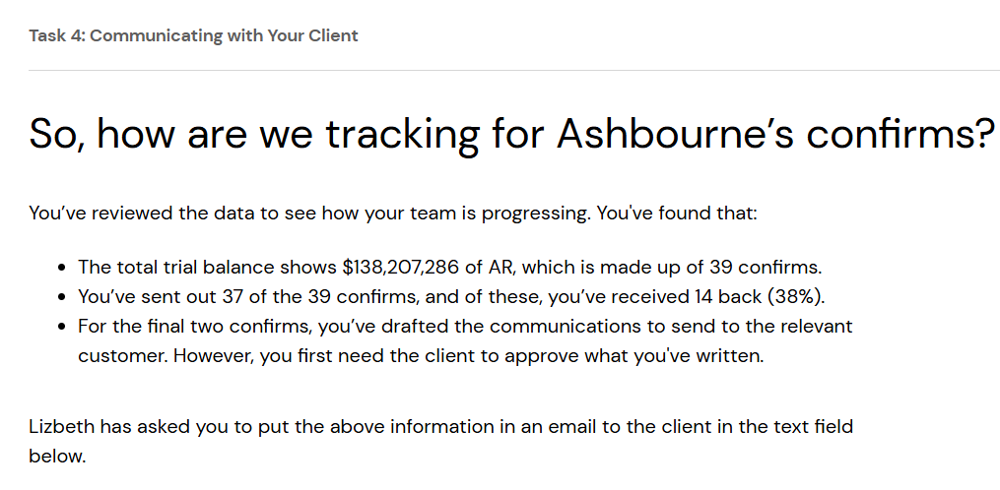 Task 4: Communicating with Your Client
So, how are we tracking for Ashbourne’s confirms?
You’ve reviewed the data to see how your team is progressing. You've found that:
• The total trial balance shows $138,207,286 of AR, which is made up of 39 confirms.
• You’ve sent out 37 of the 39 confirms, and of these, you’ve received 14 back (38%).
• For the final two confirms, you’ve drafted the communications to send to the relevant
customer. However, you first need the client to approve what you've written.
Lizbeth has asked you to put the above information in an email to the client in the text field
below.